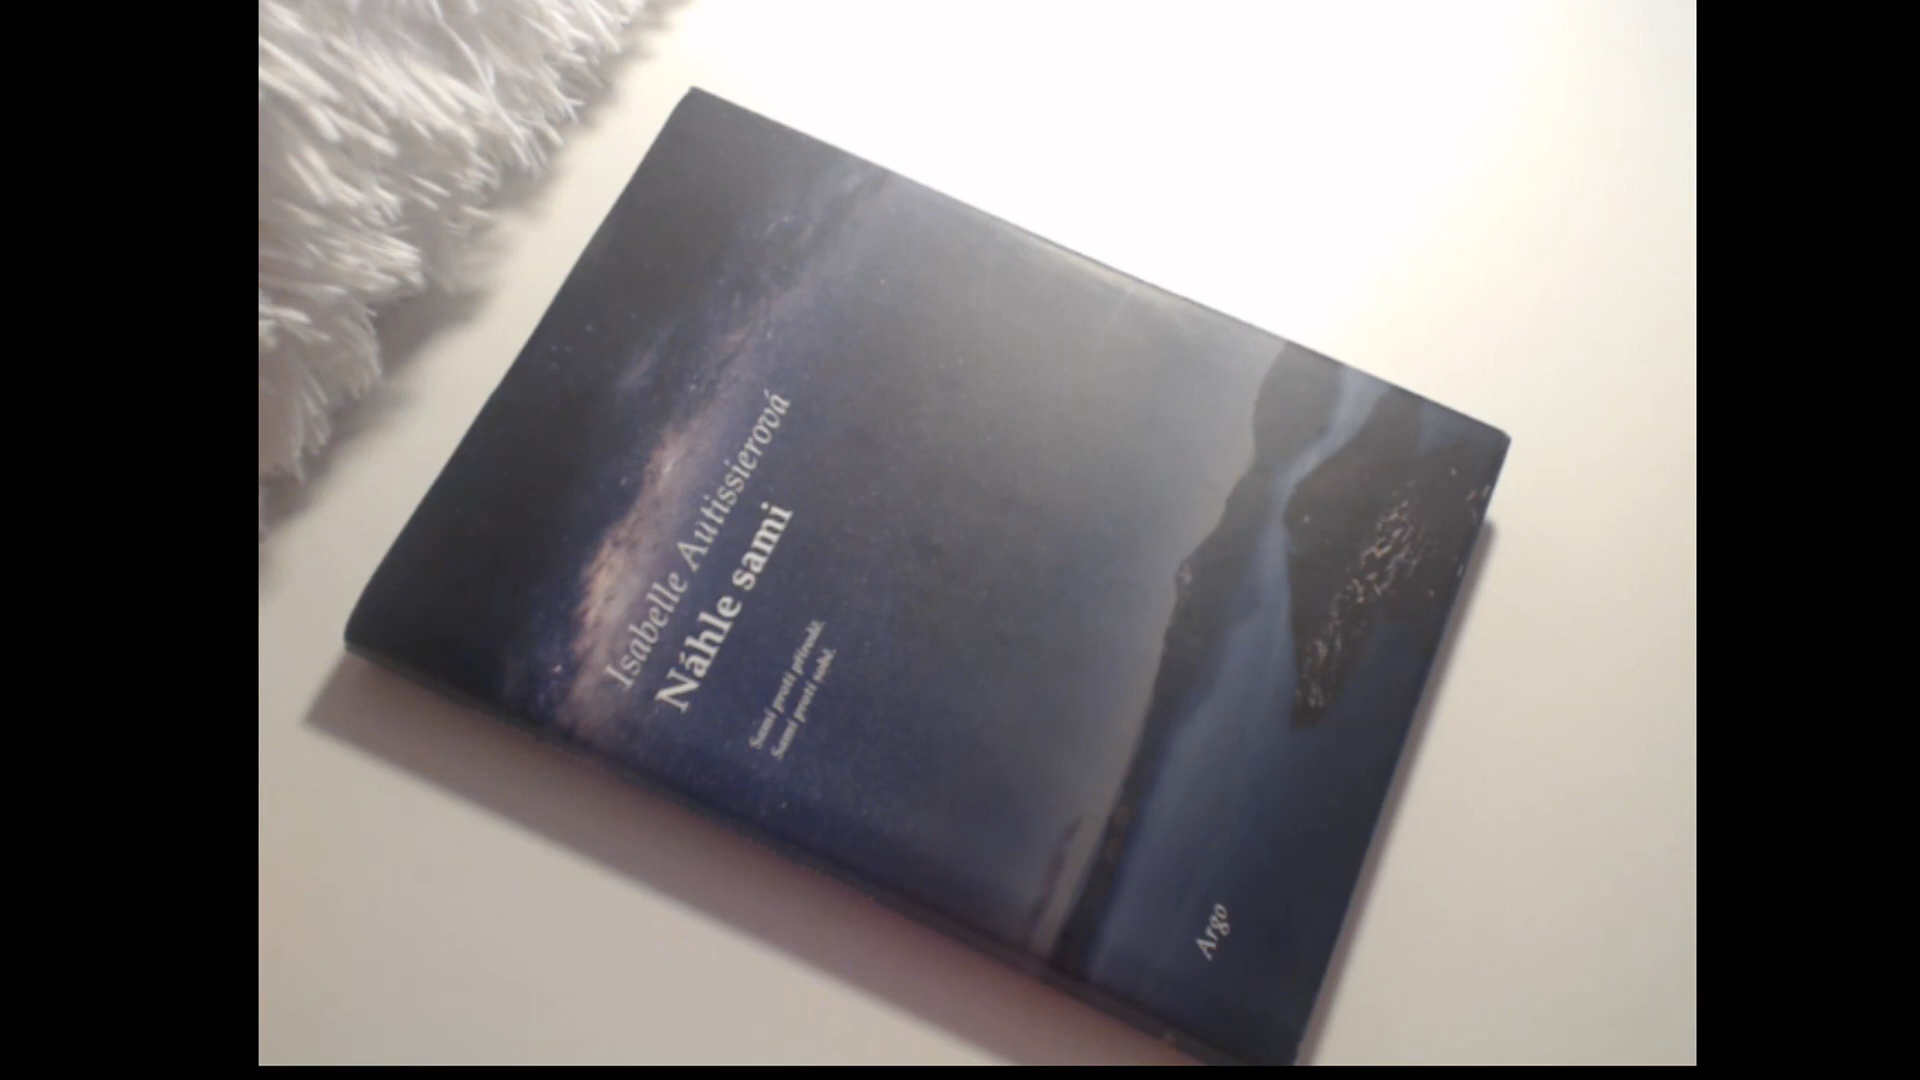 Isabelle Autissierová
Náhle sami
Sami proti přírodě.
Sami proti sobě.
Argo